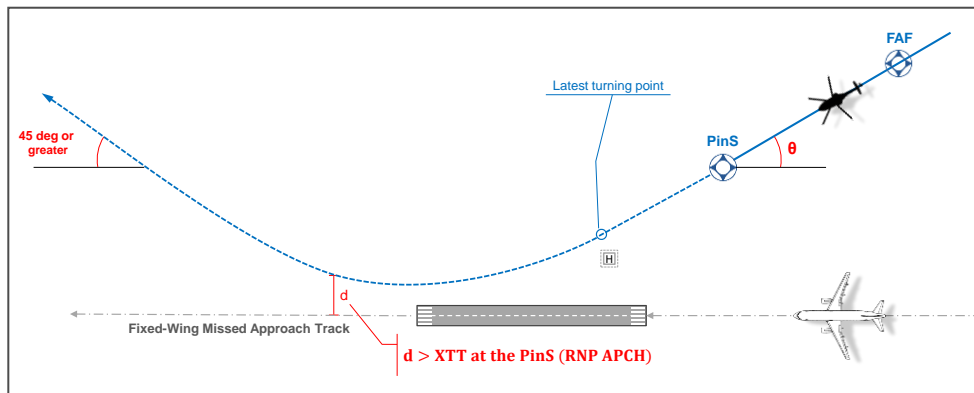 FAF
Latest turning point
45 deg or
greater
PinS
θ
H
d
Fixed-Wing Missed Approach Track
d > XTT at the PinS (RNP APCH)